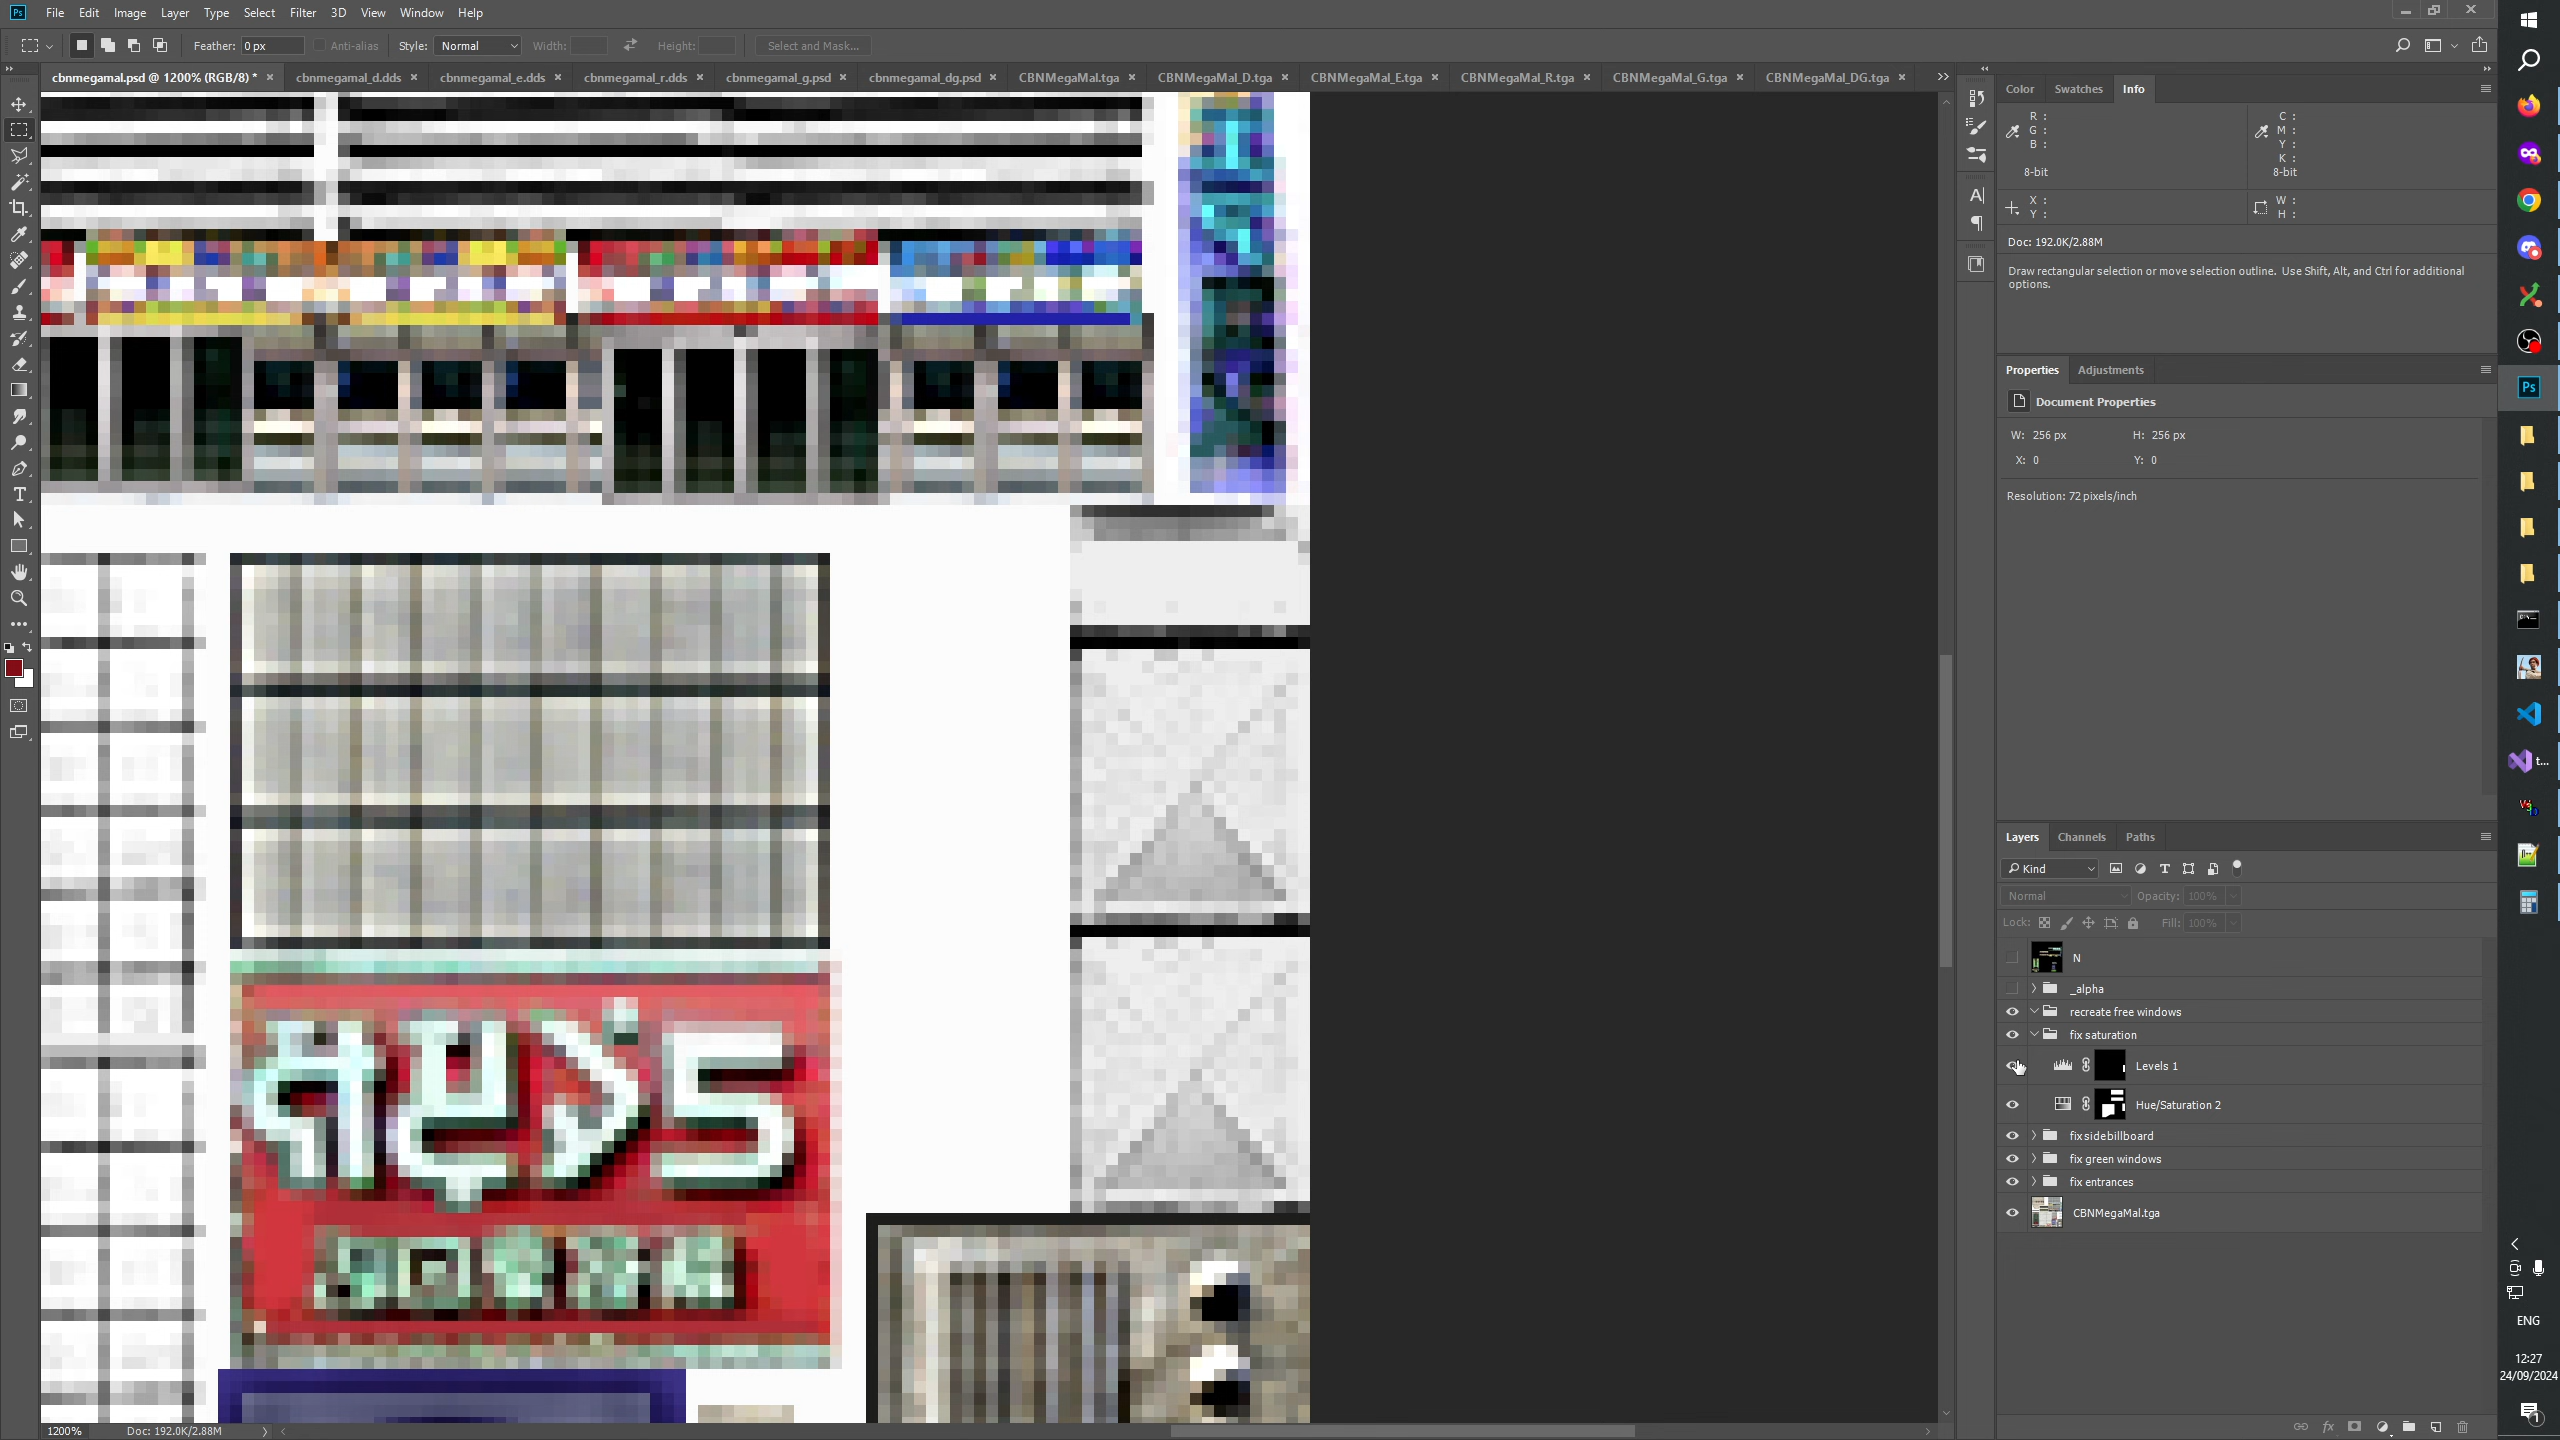 File Edit Image Layer Type Select Filter 3D View Window Help
Feather: 0 px Anti-alias Style: Normal Width: Height: Select and Mask...
cbnmegamal.psd @ 1200% (RGB/8) * cbnmegamal_d.dds cbnmegamal_e.dds cbnmegamal_r.dds cbnmegamal_g.psd cbnmegamal_dg.psd CBNMegaMal.tga CBNMegaMal_D.tga CBNMegaMal_E.tga CBNMegaMal_R.tga CBNMegaMal_G.tga CBNMegaMal_DG.tga
Color Swatches Info
R : C :
G : M :
B : Y :
K :
8-bit 8-bit
X : W :
Y : H :
Doc: 192.0K/2.88M
Draw rectangular selection or move selection outline. Use Shift, Alt, and Ctrl for additional
options.
Properties Adjustments
Document Properties
W: 256 px H: 256 px
X: 0 Y: 0
Resolution: 72 pixels/inch
Layers Channels Paths
Kind
Normal Opacity: 100%
Lock: Fill: 100%
N
_alpha
recreate free windows
fix saturation
Levels 1
Hue/Saturation 2
fix side billboard
fix green windows
fix entrances
CBNMegaMal.tga
1200% Doc: 192.0K/2.88M
Ps
t...
ENG
12:27
24/09/2024
1